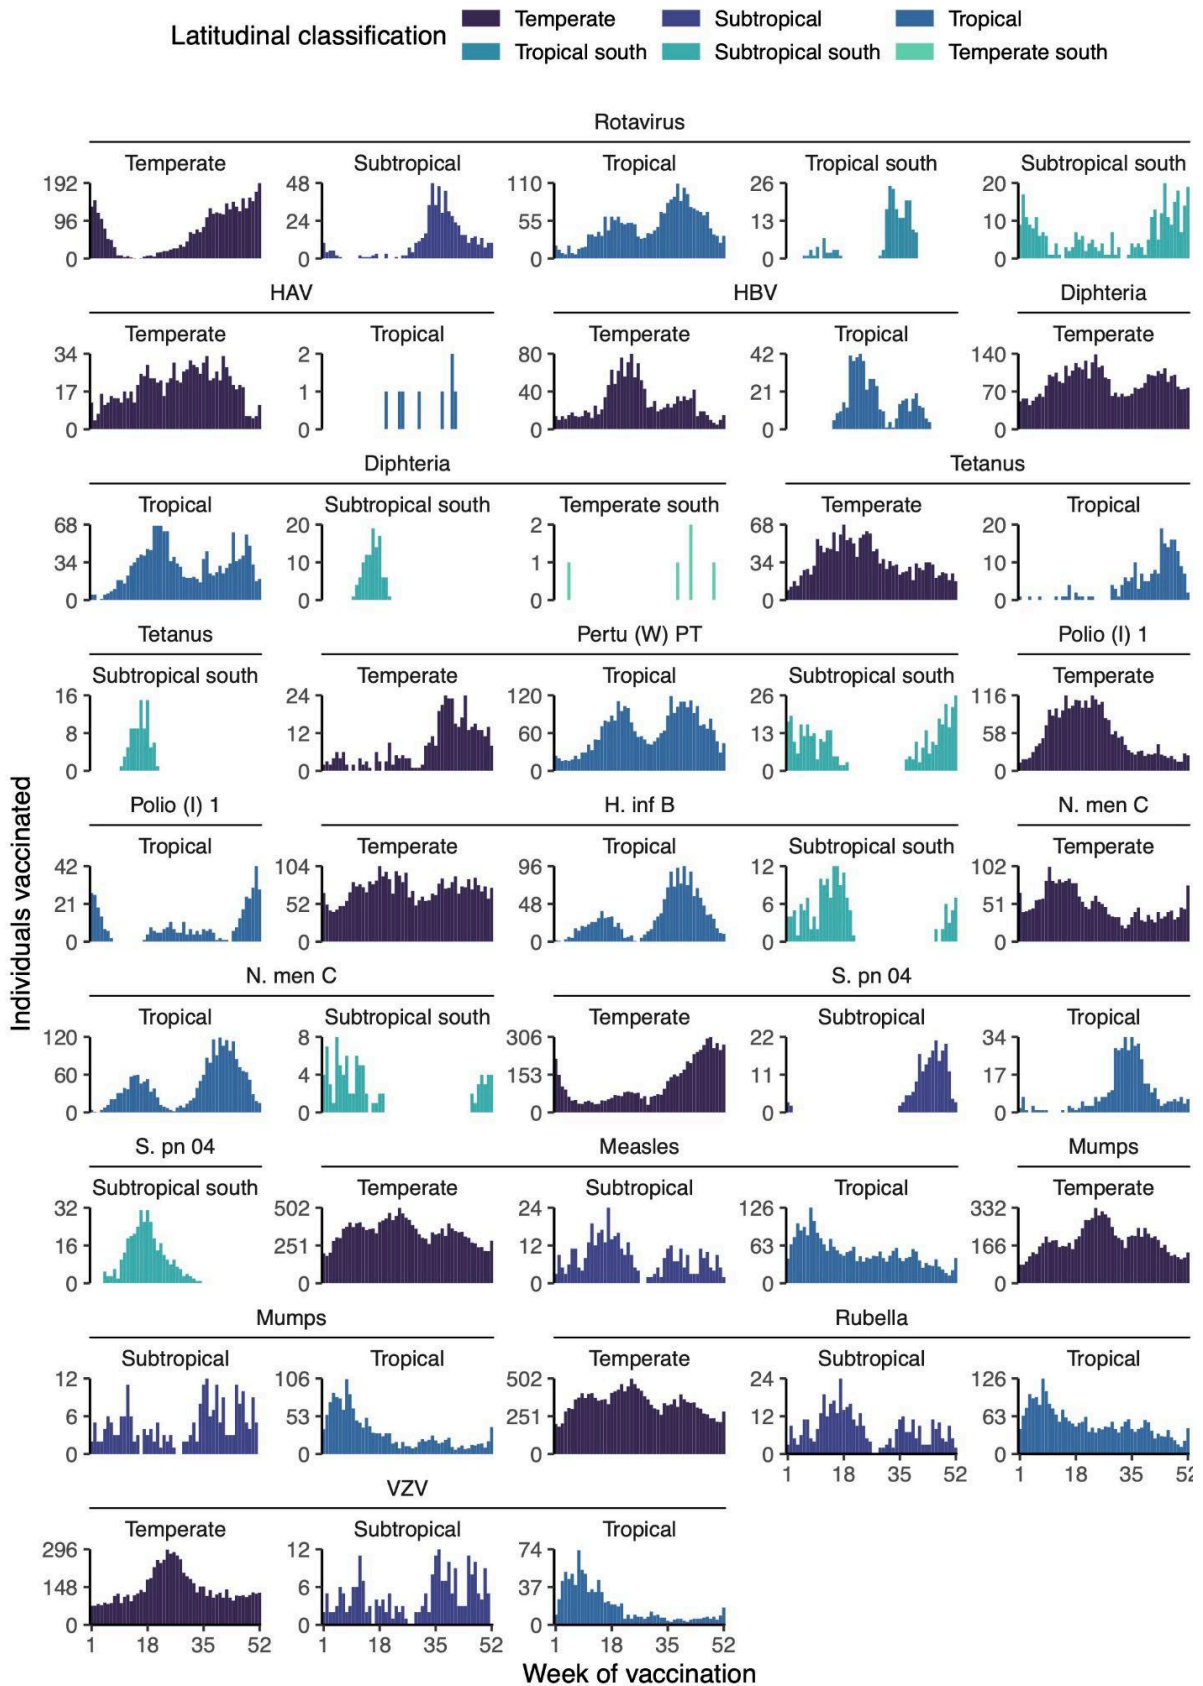 Latitudinal classification
Temperate Subtropical Tropical
Tropical south Subtropical south Temperate south
Rotavirus
Temperate Subtropical Tropical Tropical south Subtropical south
192 48 110 26 20
96 24 55 13 10
0 0 0 0 0
HAV HBV Diphteria
Temperate Tropical Temperate Tropical Temperate
34 2 80 42 140
17 1 40 21 70
0 0 0 0 0
Diphteria Tetanus
Tropical Subtropical south Temperate south Temperate Tropical
68 20 2 68 20
34 10 1 34 10
0 0 0 0 0
Tetanus Pertu (W) PT Polio (I) 1
Subtropical south Temperate Tropical Subtropical south Temperate
16 24 120 26 116
8 12 60 13 58
0 0 0 0 0
Polio (I) 1 H. inf B N. men C
Tropical Temperate Tropical Subtropical south Temperate
42 104 96 12 102
21 52 48 6 51
0 0 0 0 0
N. men C S. pn 04
Tropical Subtropical south Temperate Subtropical Tropical
120 8 306 22 34
60 4 153 11 17
0 0 0 0 0
S. pn 04 Measles Mumps
Subtropical south Temperate Subtropical Tropical Temperate
32 502 24 126 332
16 251 12 63 166
0 0 0 0 0
Mumps Rubella
Subtropical Tropical Temperate Subtropical Tropical
12 106 502 24 126
6 53 251 12 63
0 0 0 0 0
1 18 35 52 1 18 35 52
VZV
Temperate Subtropical Tropical
296 12 74
148 6 37
0 0 0
1 18 35 52 1 18 35 52 1 18 35 52
Week of vaccination
Individuals vaccinated